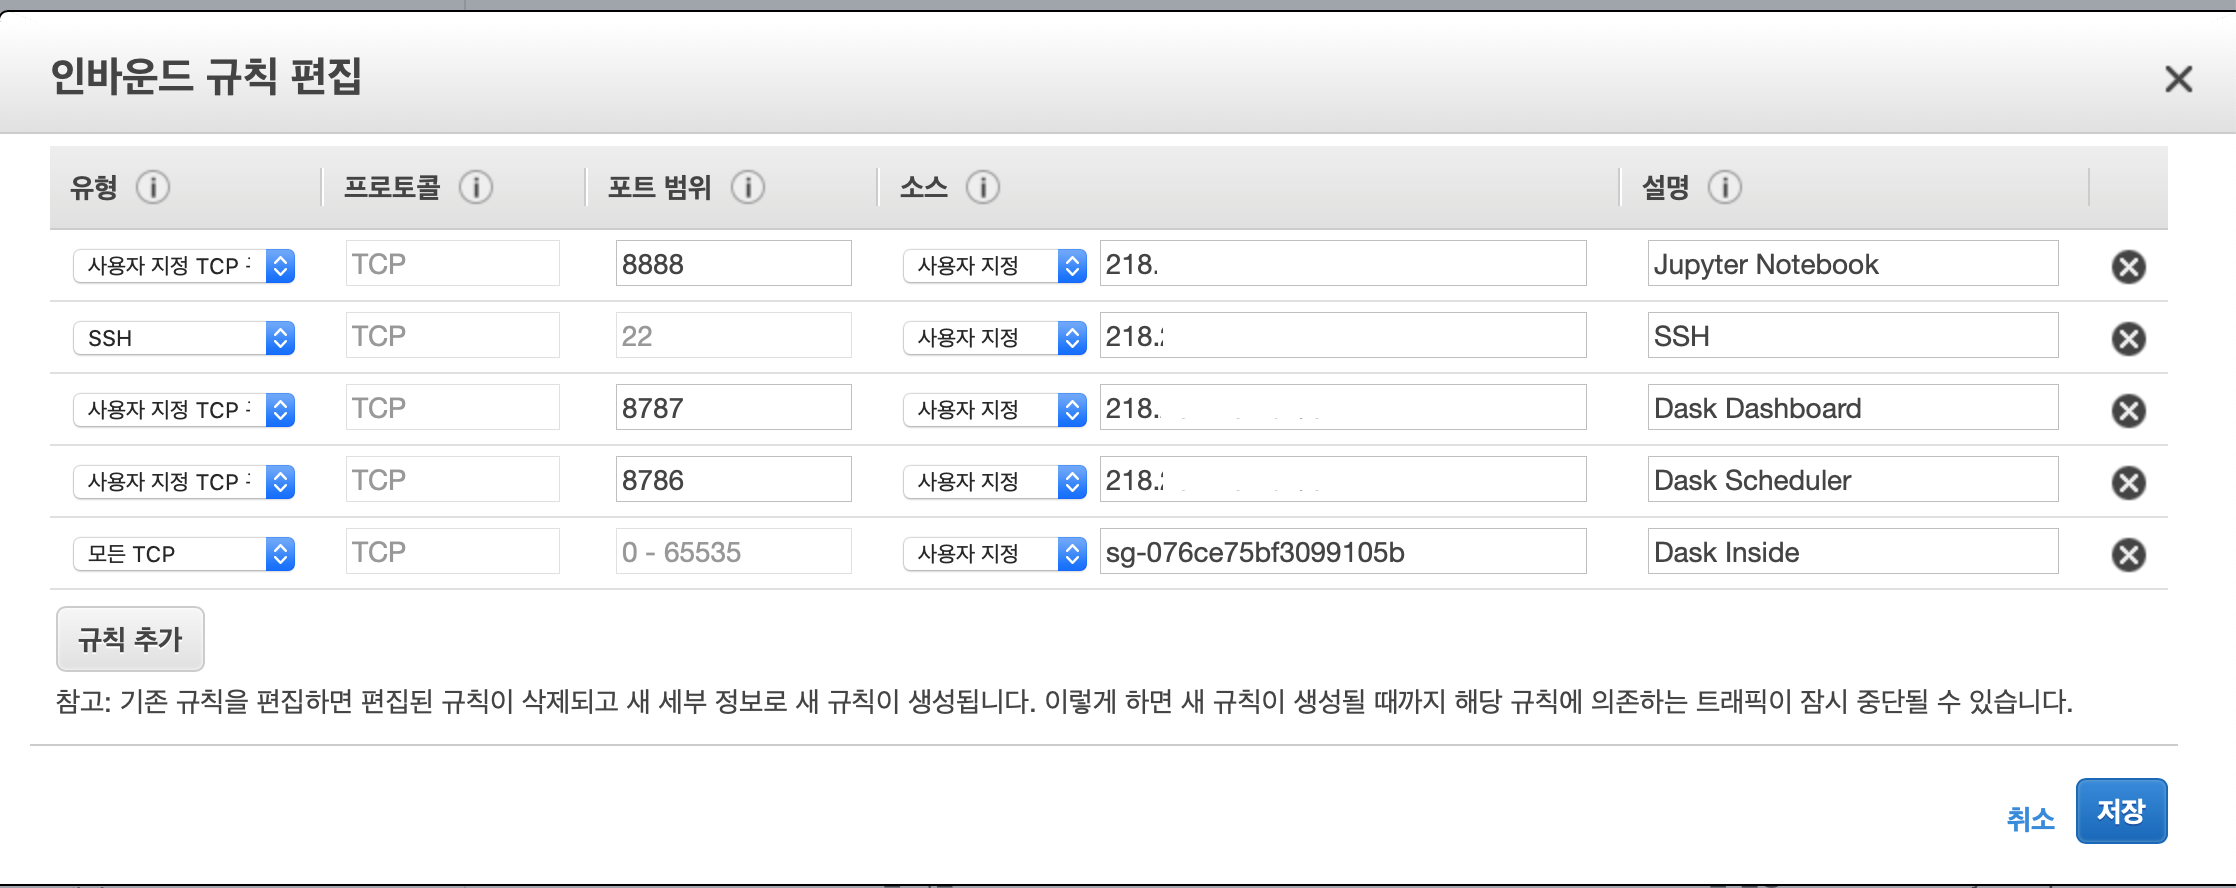 인바운드 규칙 편집
유형 프로토콜 포트 범위 소스 설명
사용자 지정 TCP TCP 8888 사용자 지정 218. Jupyter Notebook
SSH TCP 22 사용자 지정 218. SSH
사용자 지정 TCP TCP 8787 사용자 지정 218. Dask Dashboard
사용자 지정 TCP TCP 8786 사용자 지정 218. Dask Scheduler
모든 TCP TCP 0 - 65535 사용자 지정 sg-076ce75bf3099105b Dask Inside
규칙 추가
참고: 기존 규칙을 편집하면 편집된 규칙이 삭제되고 새 세부 정보로 새 규칙이 생성됩니다. 이렇게 하면 새 규칙이 생성될 때까지 해당 규칙에 의존하는 트래픽이 잠시 중단될 수 있습니다.
취소 저장